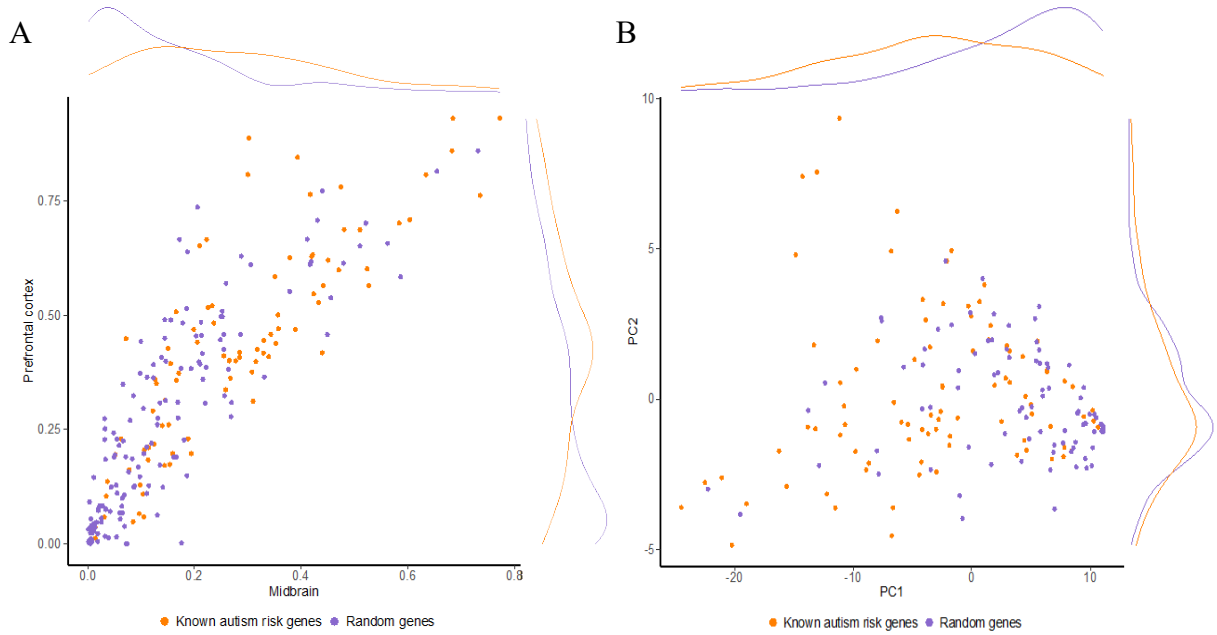 A
B
Prefrontal cortex
0.75
0.50
0.25
0.00
0.0 0.2 0.4 0.6 0.8
Midbrain
Known autism risk genes Random genes
PC2
10
5
0
-5
-20 -10 0 10
PC1
Known autism risk genes Random genes